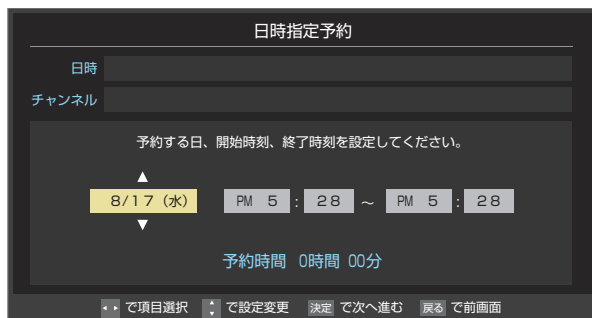 日時指定予約
日時
チャンネル
予約する日、開始時刻、終了時刻を設定してください。
8/17 (水) PM 5 : 28 ～ PM 5 : 28
予約時間 0時間 00分
で項目選択 で設定変更 決定 で次へ進む 戻る で前画面